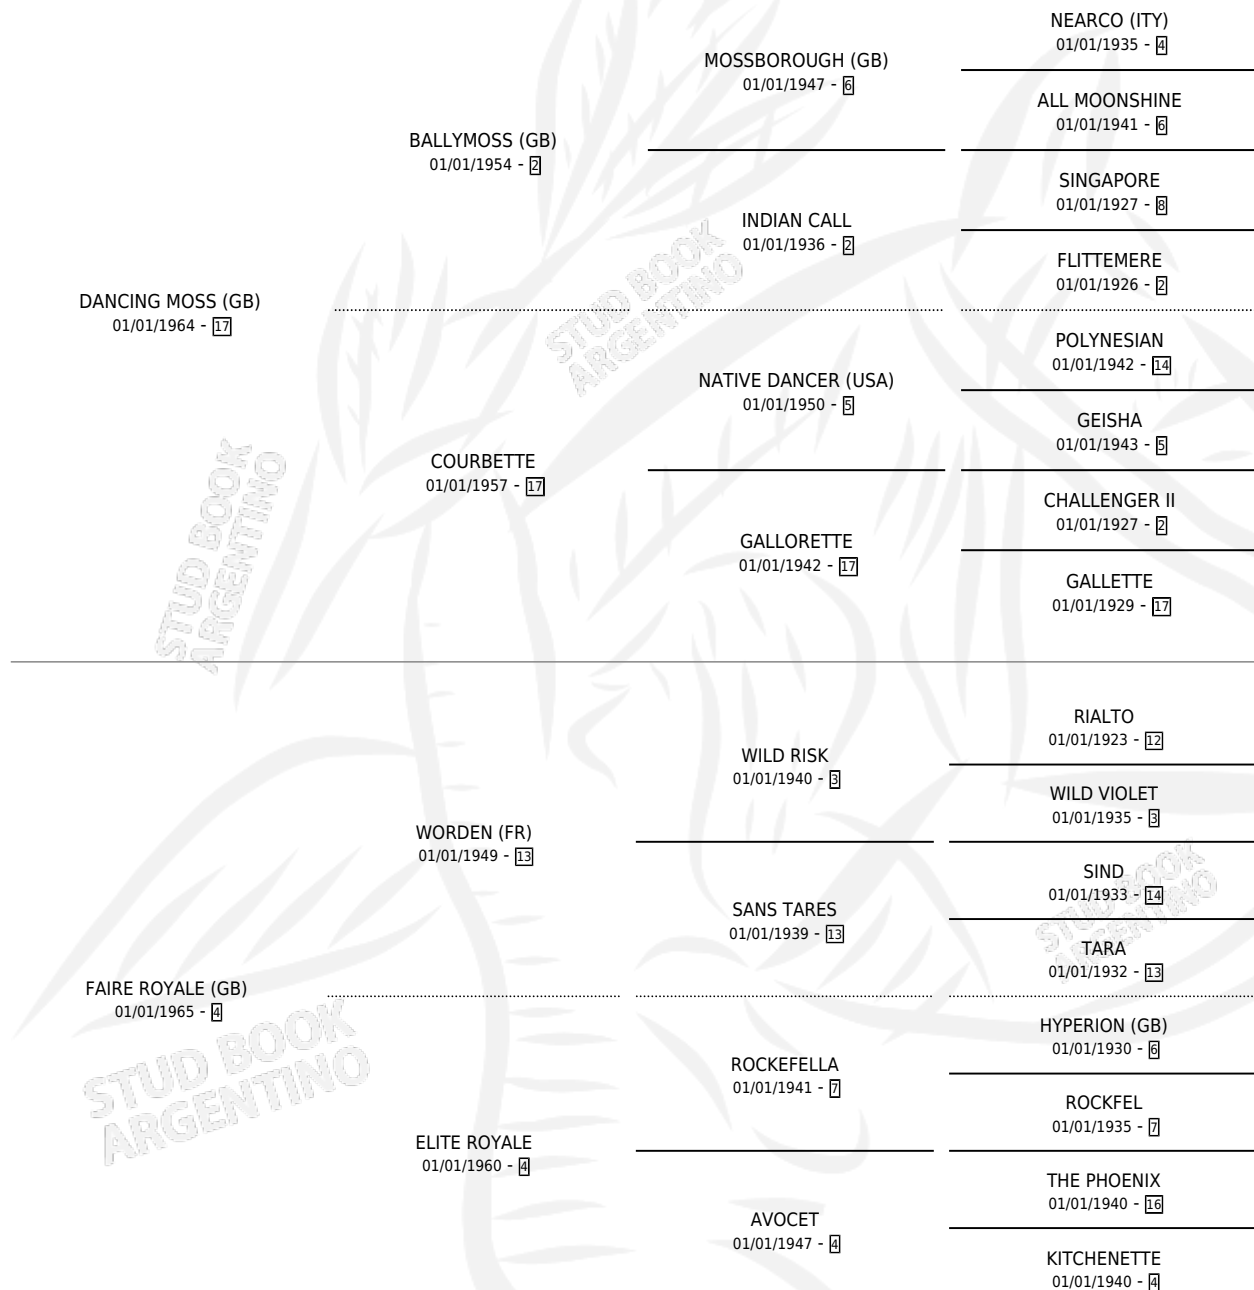 NEARCO (ITY)
01/01/1935 - 4
MOSSBOROUGH (GB)
01/01/1947 - 6
ALL MOONSHINE
01/01/1941 - 6
BALLYMOSS (GB)
01/01/1954 - 2
SINGAPORE
01/01/1927 - 8
INDIAN CALL
01/01/1936 - 2
FLITTEMERE
01/01/1926 - 2
DANCING MOSS (GB)
01/01/1964 - 17
POLYNESIAN
01/01/1942 - 14
NATIVE DANCER (USA)
01/01/1950 - 5
GEISHA
01/01/1943 - 5
COURBETTE
01/01/1957 - 17
CHALLENGER II
01/01/1927 - 2
GALLORETTE
01/01/1942 - 17
GALLETTE
01/01/1929 - 17
RIALTO
01/01/1923 - 12
WILD RISK
01/01/1940 - 3
WILD VIOLET
01/01/1935 - 3
WORDEN (FR)
01/01/1949 - 13
SIND
01/01/1933 - 14
SANS TARES
01/01/1939 - 13
TARA
01/01/1932 - 13
FAIRE ROYALE (GB)
01/01/1965 - 4
HYPERION (GB)
01/01/1930 - 6
ROCKEFELLA
01/01/1941 - 7
ROCKFEL
01/01/1935 - 7
ELITE ROYALE
01/01/1960 - 4
THE PHOENIX
01/01/1940 - 16
AVOCET
01/01/1947 - 4
KITCHENETTE
01/01/1940 - 4
STUD BOOK
ARGENTINO
STUD BOOK
ARGENTINO
STUD BOOK
ARGENTINO
STUD BOOK
ARGENTINO